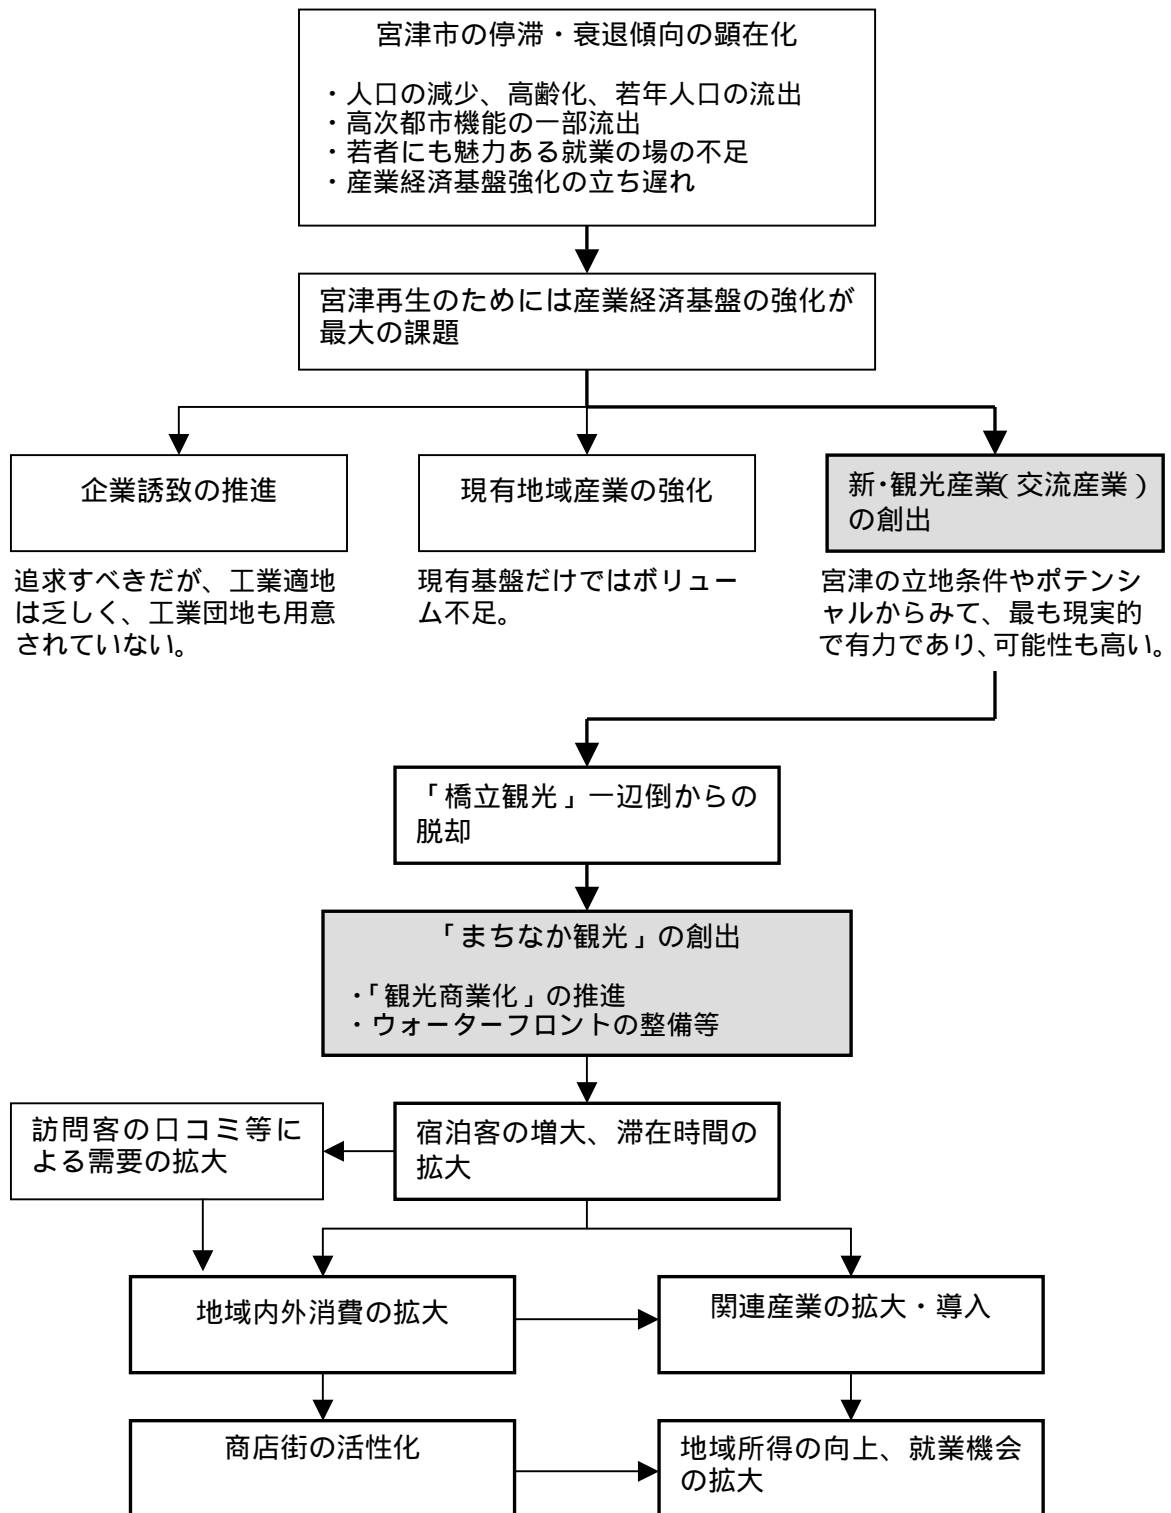 宮津市の停滞・衰退傾向の顕在化
・人口の減少、高齢化、若年人口の流出
・高次都市機能の一部流出
・若者にも魅力ある就業の場の不足
・産業経済基盤強化の立ち遅れ
宮津再生のためには産業経済基盤の強化が
最大の課題
企業誘致の推進
追求すべきだが、工業適地
は乏しく、工業団地も用意
されていない。
現有地域産業の強化
現有基盤だけではボリュー
ム不足。
新・観光産業(交流産業)
の創出
宮津の立地条件やポテンシ
ャルからみて、最も現実的
で有力であり、可能性も高い。
「橋立観光」一辺倒からの
脱却
「まちなか観光」の創出
・「観光商業化」の推進
・ウォーターフロントの整備等
訪問客の口コミ等に
よる需要の拡大
宿泊客の増大、滞在時間の
拡大
地域内外消費の拡大
関連産業の拡大・導入
商店街の活性化
地域所得の向上、就業機会
の拡大